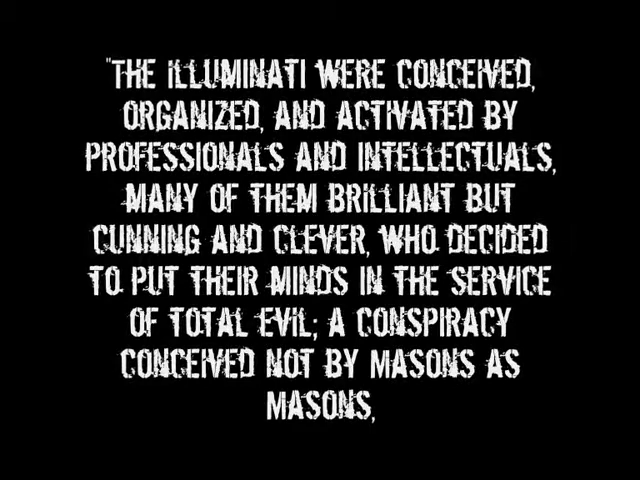 "THE ILLUMINATI WERE CONCEIVED,
ORGANIZED, AND ACTIVATED BY
PROFESSIONALS AND INTELLECTUALS,
MANY OF THEM BRILLIANT BUT
CUNNING AND CLEVER, WHO DECIDED
TO PUT THEIR MINDS IN THE SERVICE
OF TOTAL EVIL; A CONSPIRACY
CONCEIVED NOT BY MASONS AS
MASONS,